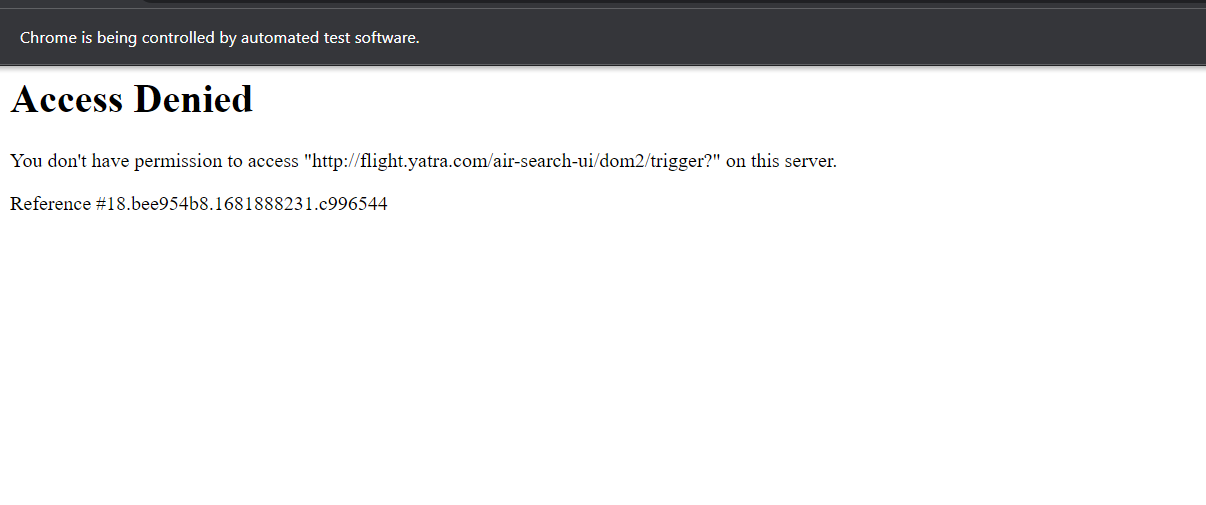 Chrome is being controlled by automated test software.
Access Denied
You don't have permission to access "http://flight.yatra.com/air-search-ui/dom2/trigger?" on this server.
Reference #18.bee954b8.1681888231.c996544